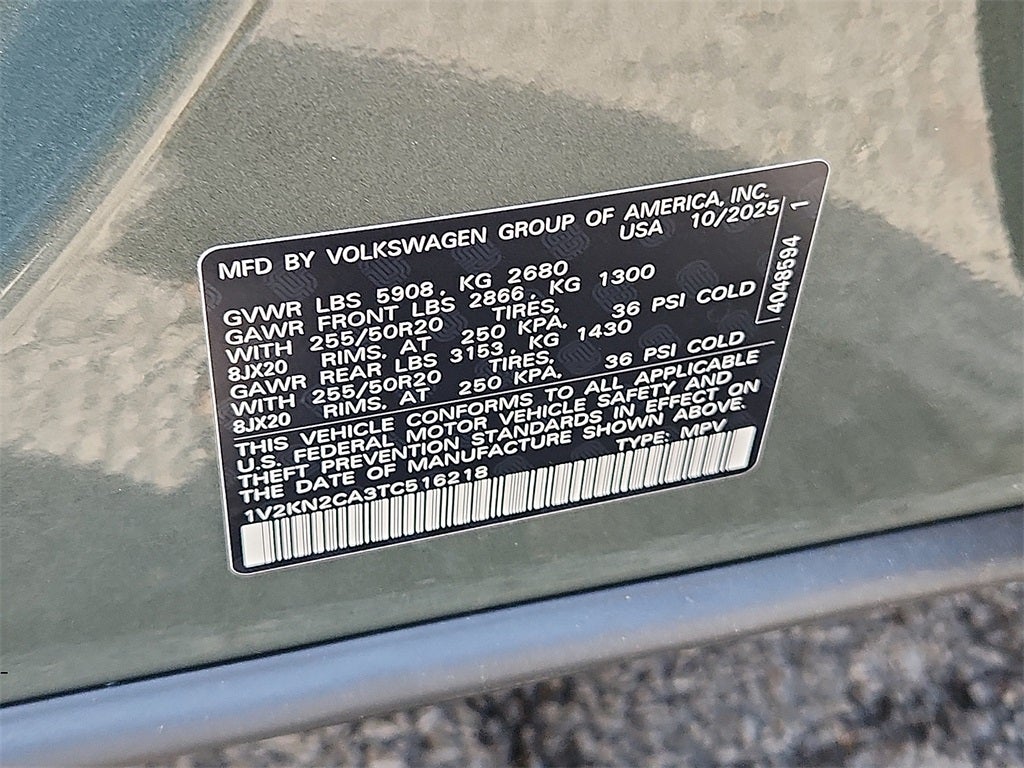 MFD BY VOLKSWAGEN GROUP OF AMERICA, INC.
USA 10/2025
GVWR LBS 5908, KG 2680
GAWR FRONT LBS 2866, KG 1300
WITH 255/50R20 TIRES,
8JX20 RIMS, AT 250 KPA, 36 PSI COLD
GAWR REAR LBS 3153, KG 1430
WITH 255/50R20 TIRES,
8JX20 RIMS, AT 250 KPA, 36 PSI COLD
THIS VEHICLE CONFORMS TO ALL APPLICABLE
U.S. FEDERAL MOTOR VEHICLE SAFETY AND
THEFT PREVENTION STANDARDS IN EFFECT ON
THE DATE OF MANUFACTURE SHOWN ABOVE.
1V2KN2CA3TC516218 TYPE: MPV
4048594 1